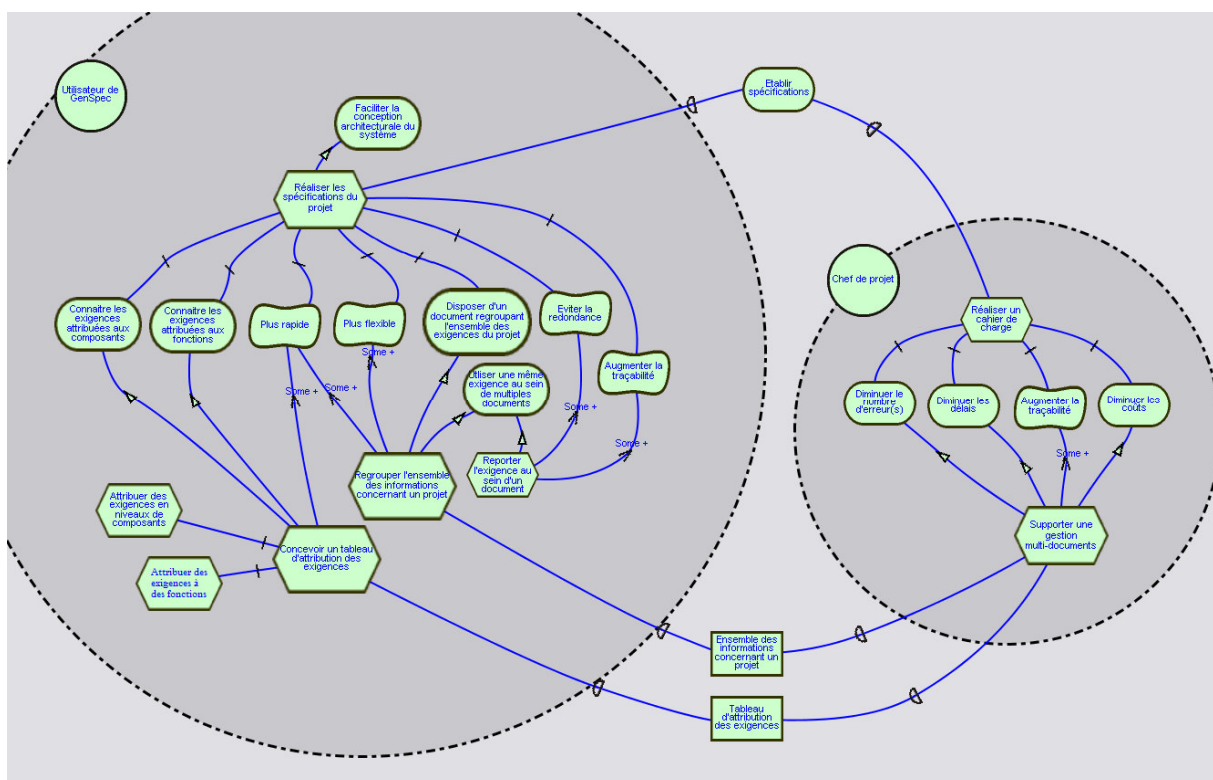 Utilisateur de
GenSpec
Faciliter la
conception
architecturale du
système
Etablir
spécifications
Réaliser les
spécifications du
projet
Chef de projet
Connaitre les
exigences
attribuées aux
composants
Connaitre les
exigences
attribuées aux
fonctions
Plus rapide
Plus flexible
Disposer d'un
document regroupant
l'ensemble des
exigences du projet
Eviter la
redondance
Augmenter la
traçabilité
Réaliser un
cahier de
charge
Some +
Some +
Some +
Utliser une même
exigence au sein
de multiples
documents
Some +
Some +
Diminuer le
nombre
d'erreur(s)
Diminuer les
délais
Augmenter la
traçabilité
Diminuer les
coûts
Some +
Regrouper l'ensemble
des informations
concernant un projet
Reporter
l'exigence au
sein d'un
document
Attribuer des
exigences en
niveaux de
composants
Concevoir un tableau
d'attribution des
exigences
Attribuer des
exigences à
des fonctions
Supporter une
gestion
multi-documents
Ensemble des
informations
concernant un
projet
Tableau
d'attribution
des exigences